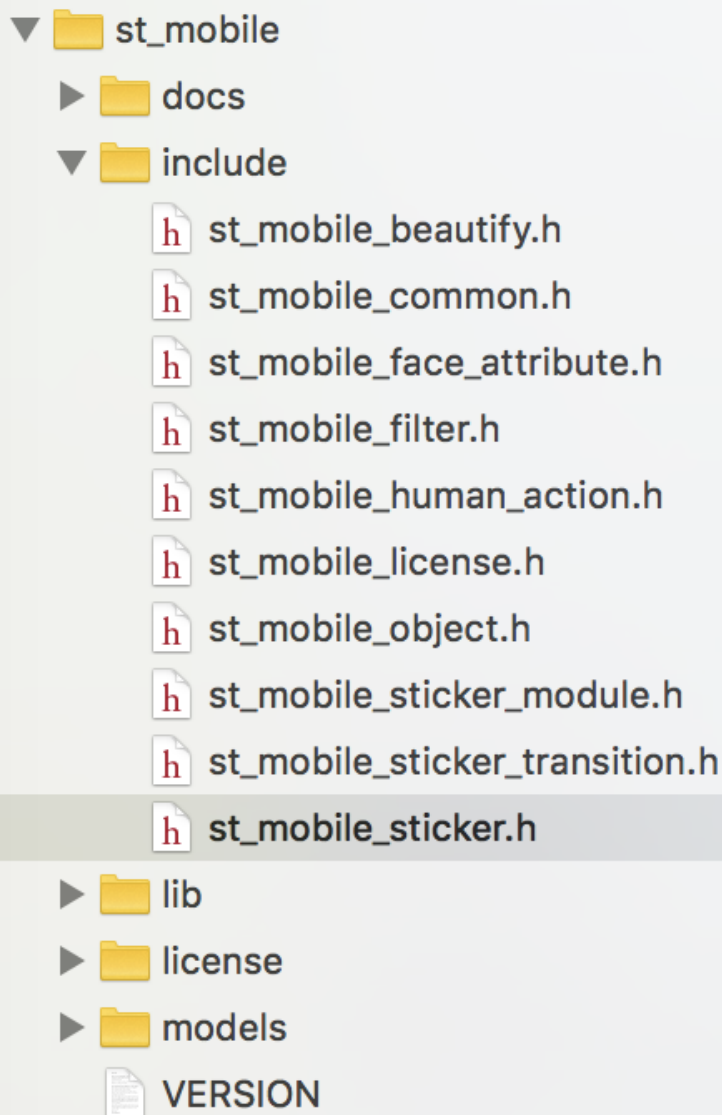 st_mobile
docs
include
st_mobile_beautify.h
st_mobile_common.h
st_mobile_face_attribute.h
st_mobile_filter.h
st_mobile_human_action.h
st_mobile_license.h
st_mobile_object.h
st_mobile_sticker_module.h
st_mobile_sticker_transition.h
st_mobile_sticker.h
lib
license
models
VERSION